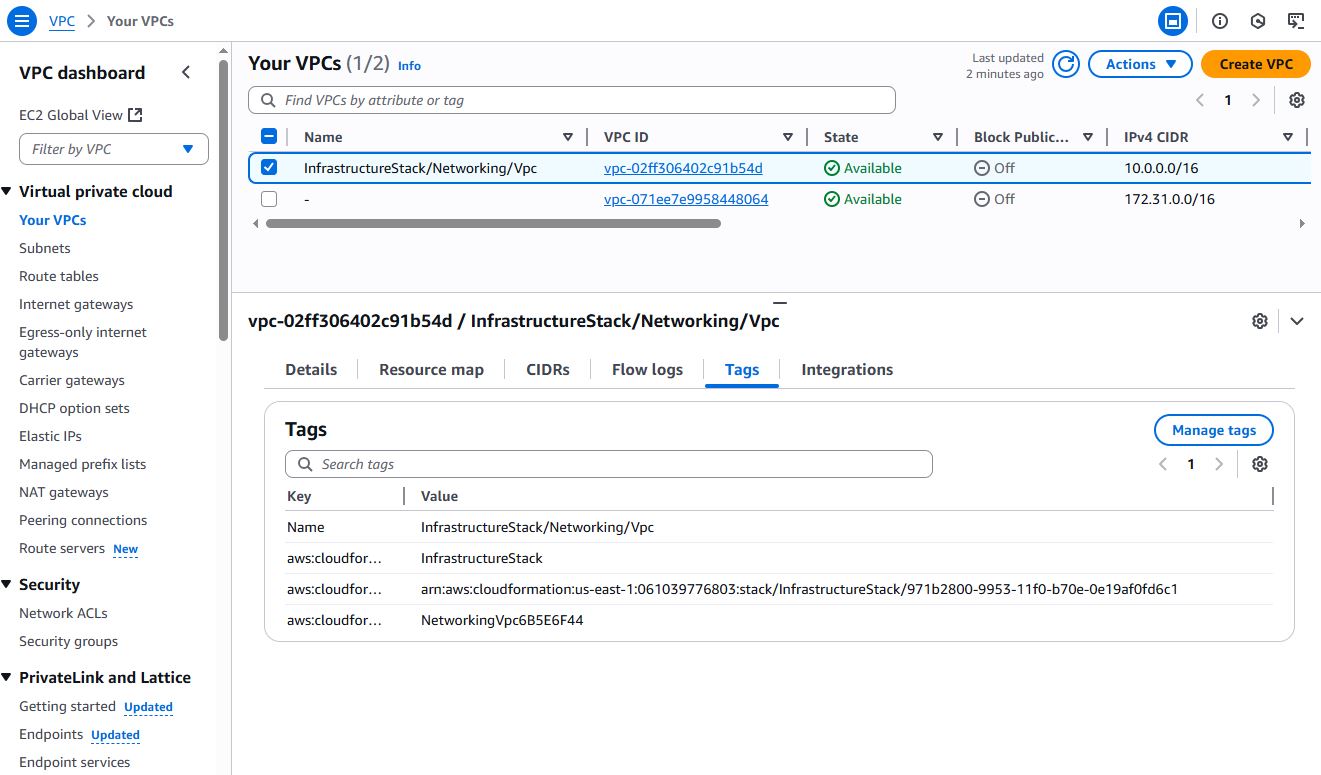 VPC > Your VPCs
VPC dashboard
EC2 Global View
Filter by VPC
Virtual private cloud
Your VPCs
Subnets
Route tables
Internet gateways
Egress-only internet
gateways
Carrier gateways
DHCP option sets
Elastic IPs
Managed prefix lists
NAT gateways
Peering connections
Route servers New
Security
Network ACLs
Security groups
PrivateLink and Lattice
Getting started Updated
Endpoints Updated
Endpoint services
Your VPCs (1/2) Info
Last updated
2 minutes ago
Actions
Create VPC
Find VPCs by attribute or tag
1
Name VPC ID State Block Public... IPv4 CIDR
InfrastructureStack/Networking/Vpc vpc-02ff306402c91b54d Available Off 10.0.0.0/16
- vpc-071ee7e9958448064 Available Off 172.31.0.0/16
vpc-02ff306402c91b54d / InfrastructureStack/Networking/Vpc
Details Resource map CIDRs Flow logs Tags Integrations
Tags
Manage tags
Search tags
1
Key Value
Name InfrastructureStack/Networking/Vpc
aws:cloudfor... InfrastructureStack
aws:cloudfor... arn:aws:cloudformation:us-east-1:061039776803:stack/InfrastructureStack/971b2800-9953-11f0-b70e-0e19af0fd6c1
aws:cloudfor... NetworkingVpc6B5E6F44